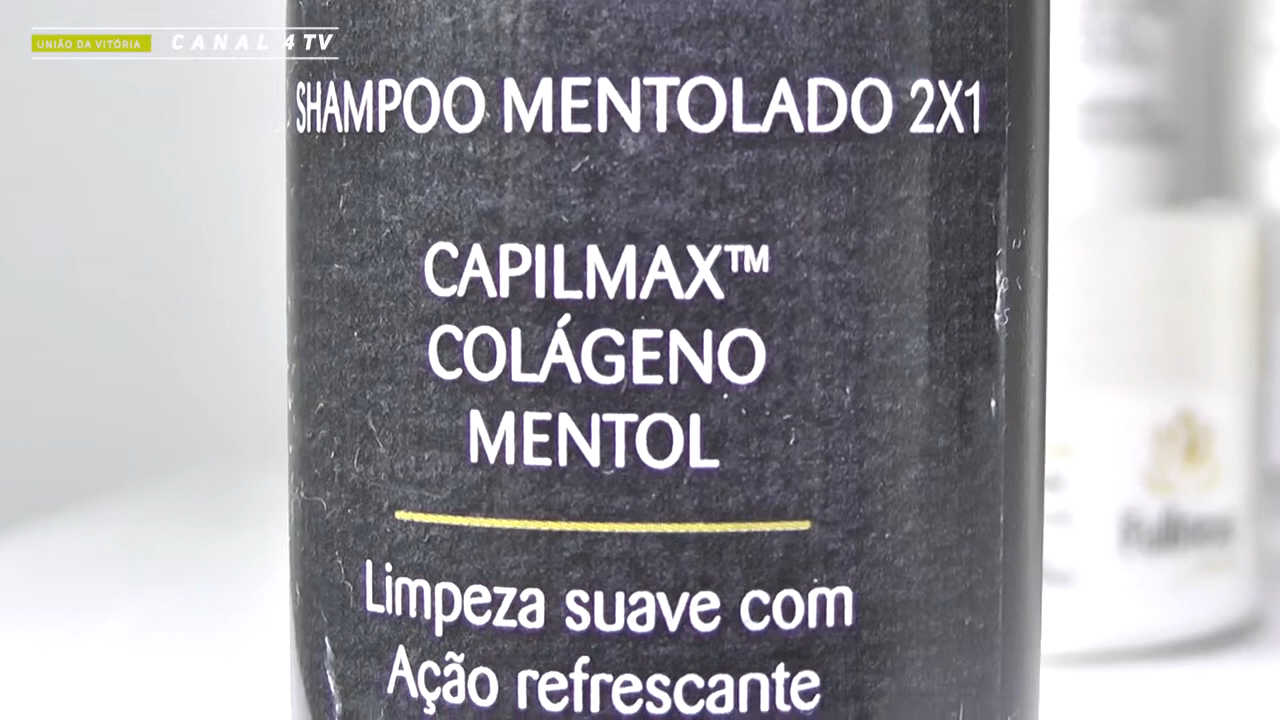 UNIÃO DA VITÓRIA CANAL 4 TV
SHAMPOO MENTOLADO 2X1
CAPILMAX™
COLÁGENO
MENTOL
Limpeza suave com
Ação refrescante